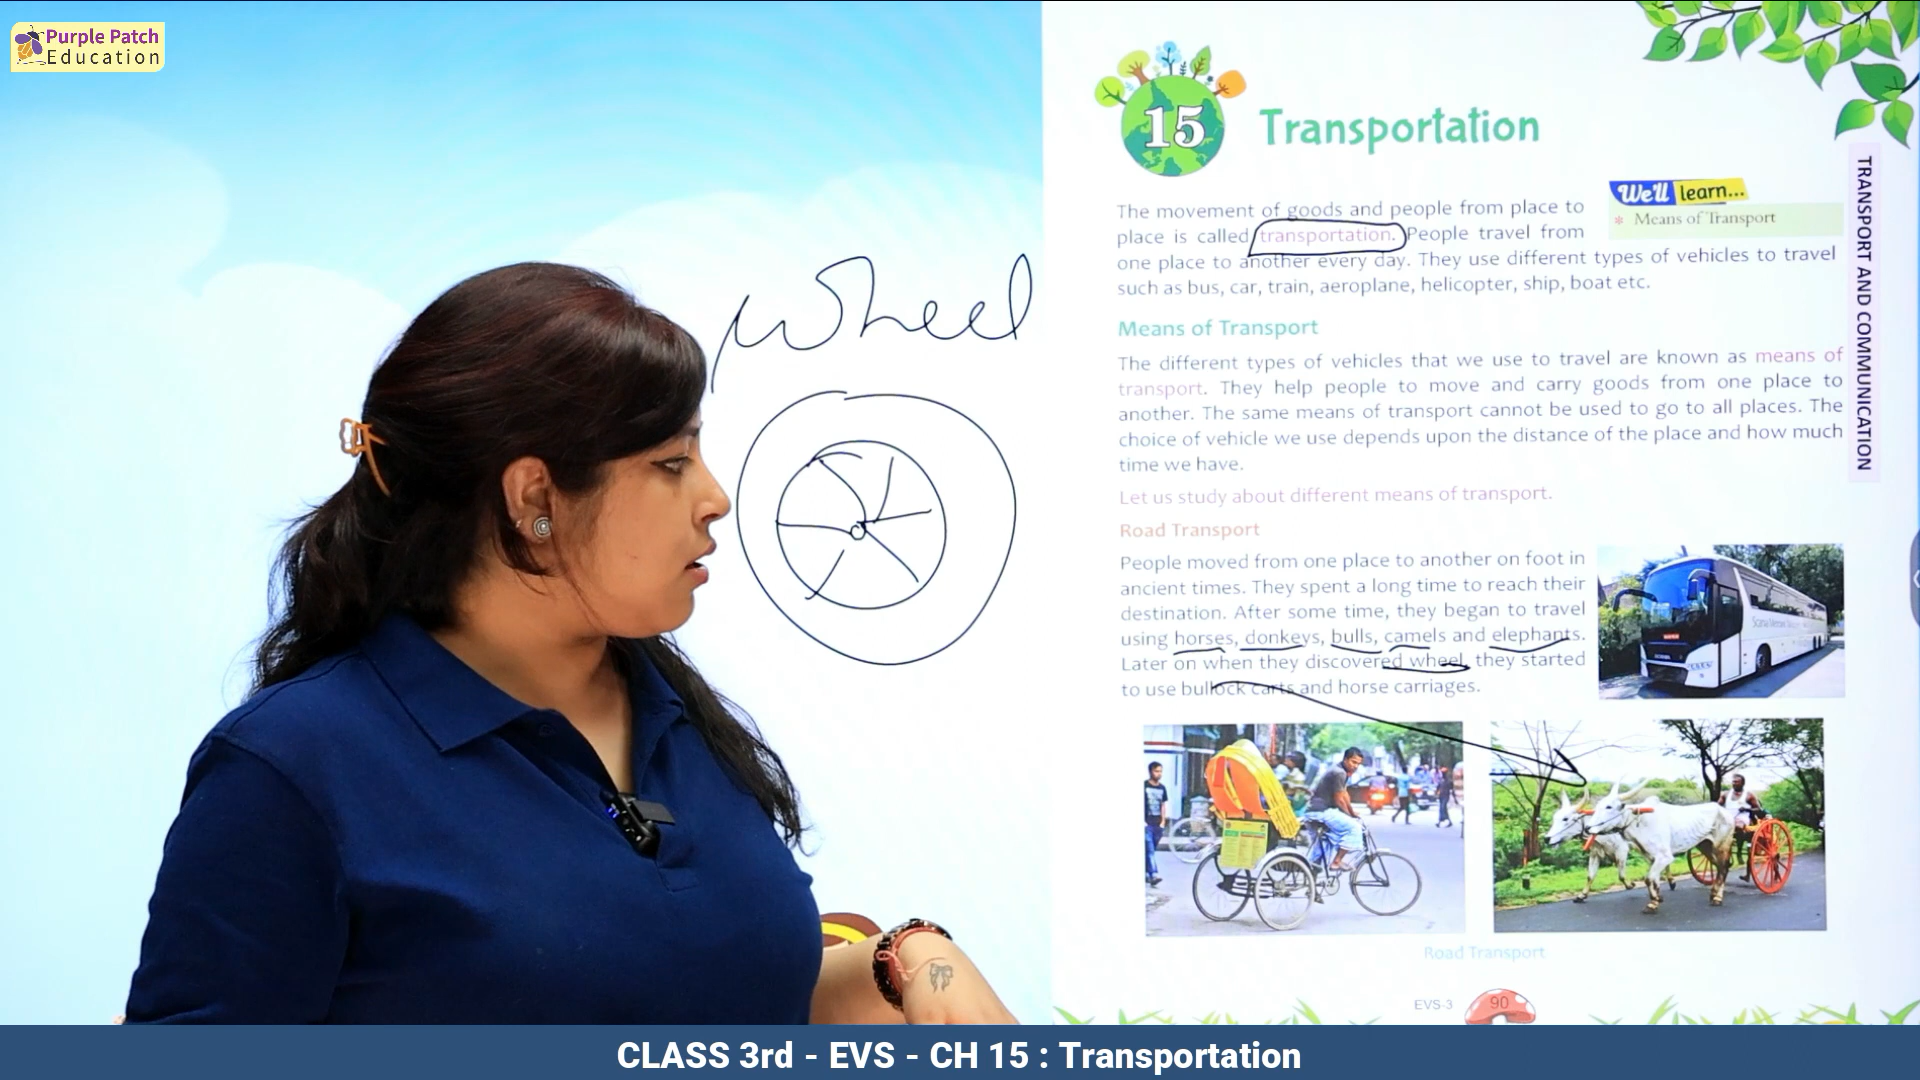 Purple Patch
Education
wheel
15
Transportation
We'll learn...
* Means of Transport
The movement of goods and people from place to
place is called transportation. People travel from
one place to another every day. They use different types of vehicles to travel
such as bus, car, train, aeroplane, helicopter, ship, boat etc.
Means of Transport
The different types of vehicles that we use to travel are known as means of
transport. They help people to move and carry goods from one place to
another. The same means of transport cannot be used to go to all places. The
choice of vehicle we use depends upon the distance of the place and how much
time we have.
Let us study about different means of transport.
Road Transport
People moved from one place to another on foot in
ancient times. They spent a long time to reach their
destination. After some time, they began to travel
using horses, donkeys, bulls, camels and elephants.
Later on when they discovered wheel, they started
to use bullock carts and horse carriages.
Road Transport
EVS-3
90
TRANSPORT AND COMMUNICATION
CLASS 3rd - EVS - CH 15 : Transportation